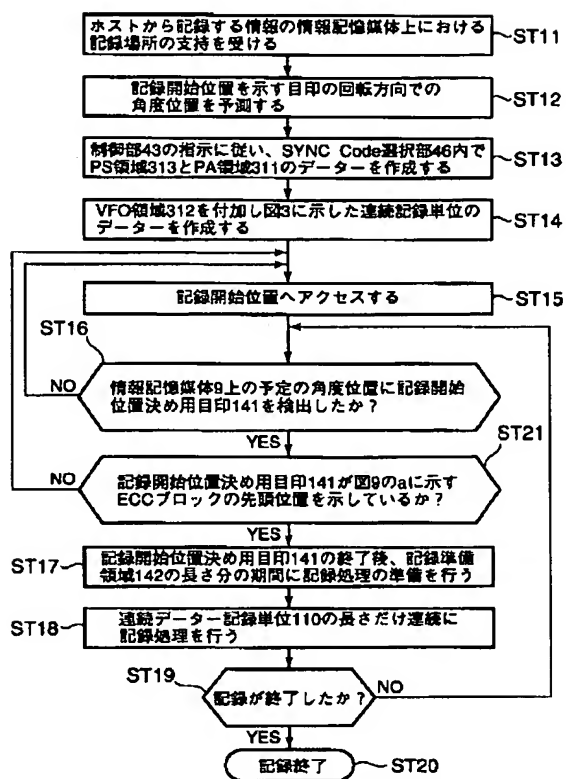 ホストから記録する情報の情報記憶媒体上における
記録場所の支持を受ける
ST11
記録開始位置を示す目印の回転方向での
角度位置を予測する
ST12
制御部43の指示に従い、SYNC Code選択部46内で
PS領域313とPA領域311のデーターを作成する
ST13
VFO領域312を付加し図3に示した連続記録単位の
データーを作成する
ST14
記録開始位置へアクセスする
ST15
ST16
NO
情報記憶媒体9上の予定の角度位置に記録開始
位置決め用目印141を検出したか？
YES
ST21
NO
記録開始位置決め用目印141が図9のaに示す
ECCブロックの先頭位置を示しているか？
YES
ST17
記録開始位置決め用目印141の終了後、記録準備
領域142の長さ分の期間に記録処理の準備を行う
ST18
連続データー記録単位110の長さだけ連続に
記録処理を行う
ST19
NO
記録が終了したか？
YES
記録終了
ST20